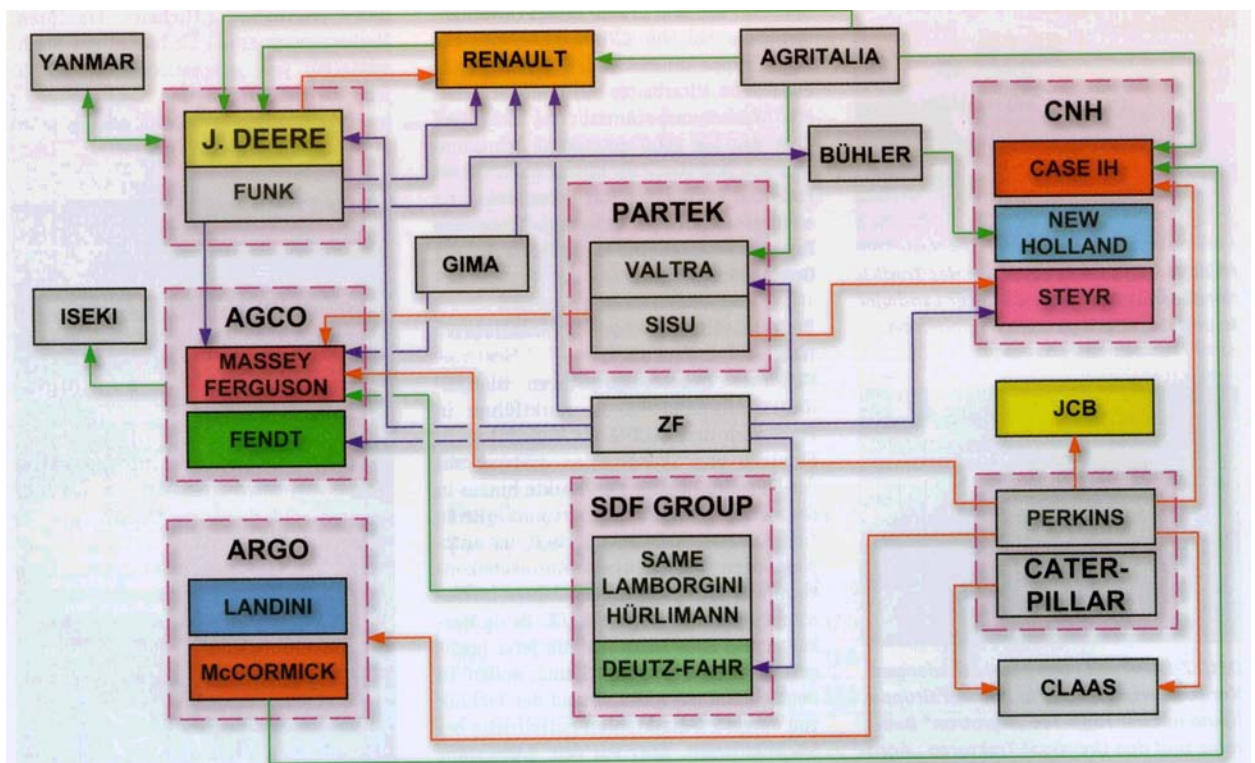 YANMAR
RENAULT
AGRITALIA
CNH
J. DEERE
FUNK
BÜHLER
CASE IH
NEW
HOLLAND
STEYR
PARTEK
VALTRA
SISU
GIMA
ISEKI
AGCO
MASSEY
FERGUSON
FENDT
ZF
JCB
SDF GROUP
SAME
LAMBORGINI
HÜRLIMANN
DEUTZ-FAHR
PERKINS
CATER-
PILLAR
CLAAS
ARGO
LANDINI
McCORMICK